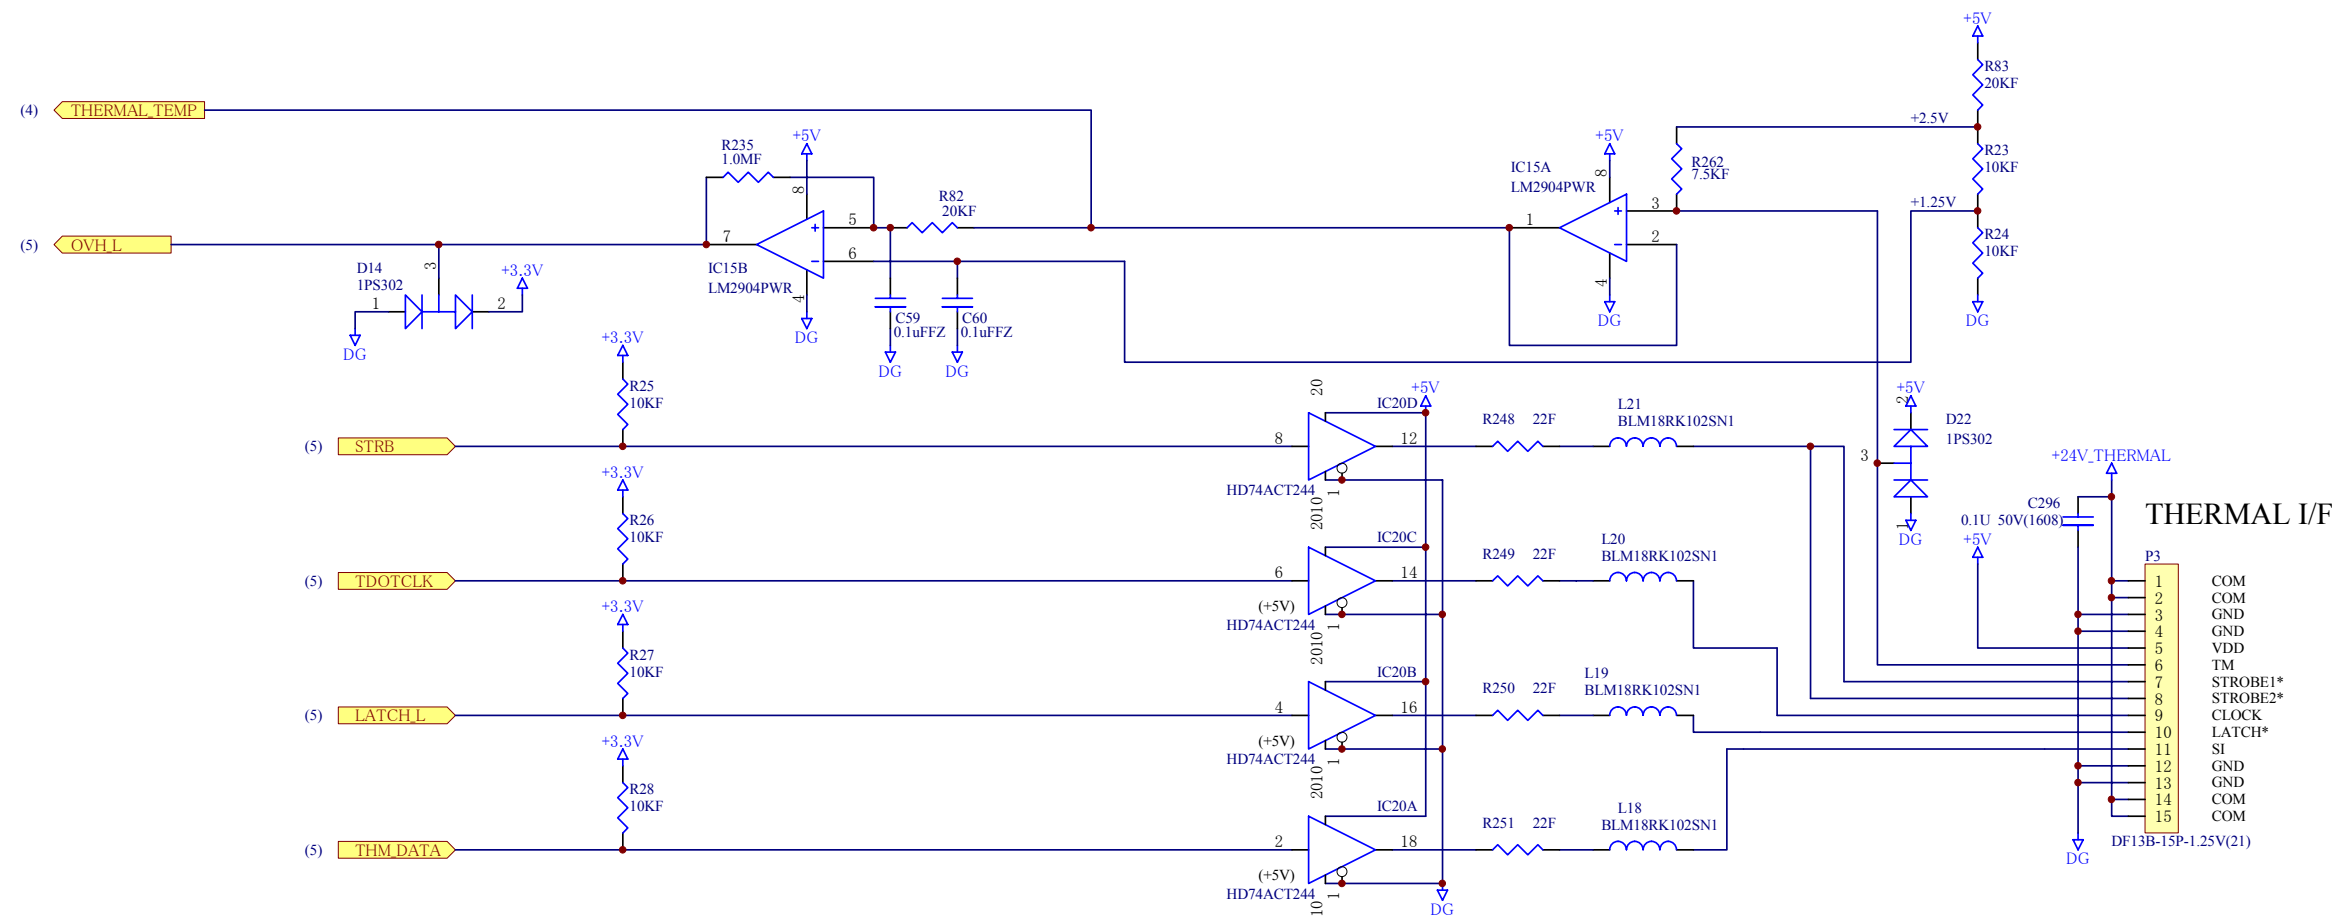 +5V
R83
20KF
(4) THERMAL_TEMP
+2.5V
+5V
+5V
R235
1.0MF
R23
10KF
IC15A
LM2904PWR
R262
7.5KF
8
8
R82
20KF
+1.25V
3
5
1
2
7
6
(5) OVH_L
R24
10KF
3
D14
1PS302
+3.3V
IC15B
LM2904PWR
4
4
1
2
C59
0.1uFFZ
C60
0.1uFFZ
DG
DG
DG
DG
DG
DG
+3.3V
R25
10KF
20
+5V
IC20D
L21
BLM18RK102SN1
R248 22F
+5V
2
D22
1PS302
(5) STRB
8
12
3
+24V_THERMAL
+3.3V
HD74ACT244
2010
1
C296
0.1U 50V(1608)
THERMAL I/F
1
DG
R26
10KF
IC20C
L20
BLM18RK102SN1
R249 22F
+5V
P3
(5) TDOTCLK
6
14
1 COM
2 COM
3 GND
4 GND
5 VDD
6 TM
7 STROBE1*
8 STROBE2*
9 CLOCK
10 LATCH*
11 SI
12 GND
13 GND
14 COM
15 COM
DF13B-15P-1.25V(21)
DG
+3.3V
(+5V)
HD74ACT244
2010
1
R27
10KF
IC20B
L19
BLM18RK102SN1
R250 22F
(5) LATCH_L
4
16
+3.3V
(+5V)
HD74ACT244
2010
1
R28
10KF
IC20A
L18
BLM18RK102SN1
R251 22F
(5) THM_DATA
2
18
(+5V)
HD74ACT244
10
1
DG